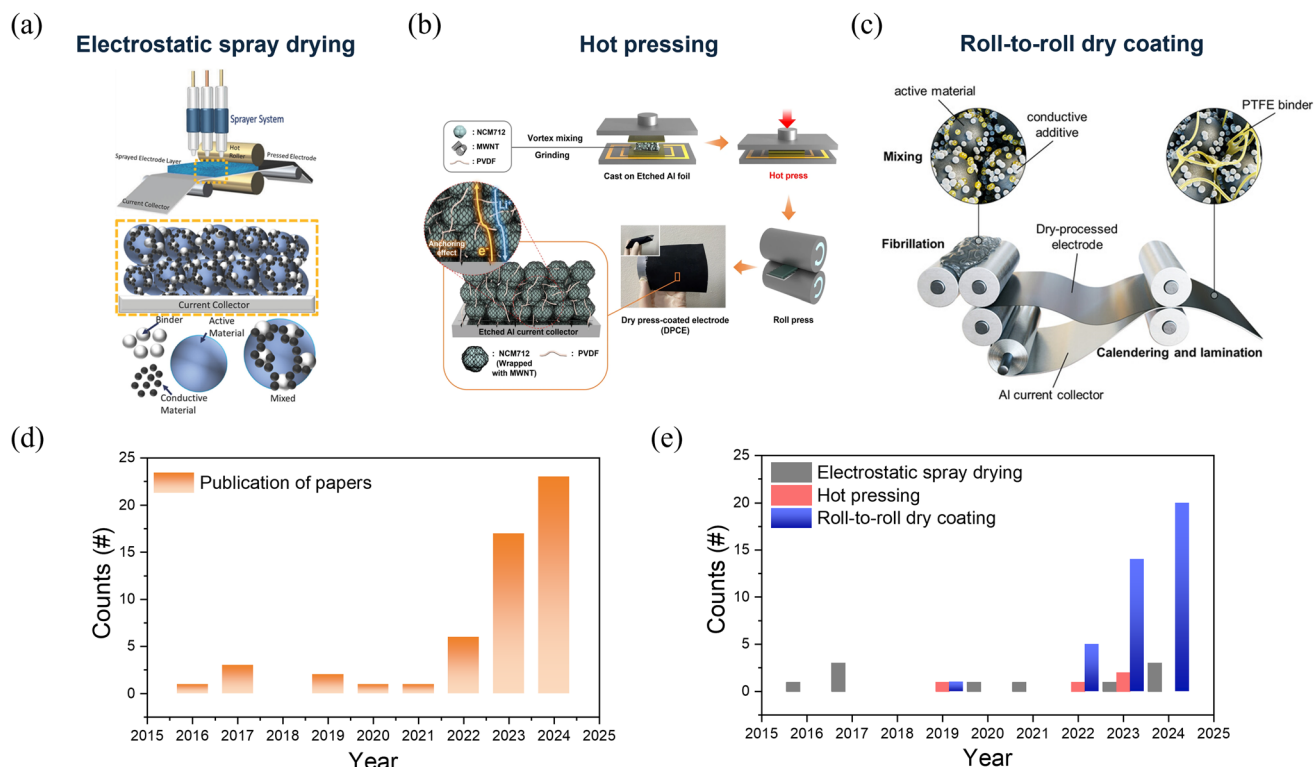 (a)
Electrostatic spray drying
Sprayer System
Sprayed Electrode Layer
Hot
Roller
Pressed Electrode
Current Collector
Current Collector
Binder
Active
Material
Conductive
Material
Mixed
(b)
Hot pressing
: NCM712
: MWNT
: PVDF
Vortex mixing
Grinding
Cast on Etched Al foil
Hot press
Anchoring
effect
e⁻
Li⁺
Etched Al current collector
: NCM712
(Wrapped
with MWNT)
: PVDF
Dry press-coated electrode
(DPCE)
Roll press
(c)
Roll-to-roll dry coating
active material
conductive
additive
PTFE binder
Mixing
Fibrillation
Dry-processed
electrode
Calendering and lamination
Al current collector
(d)
Publication of papers
Counts (#)
25
20
15
10
5
0
2015 2016 2017 2018 2019 2020 2021 2022 2023 2024 2025
Year
(e)
Electrostatic spray drying
Hot pressing
Roll-to-roll dry coating
Counts (#)
25
20
15
10
5
0
2015 2016 2017 2018 2019 2020 2021 2022 2023 2024 2025
Year